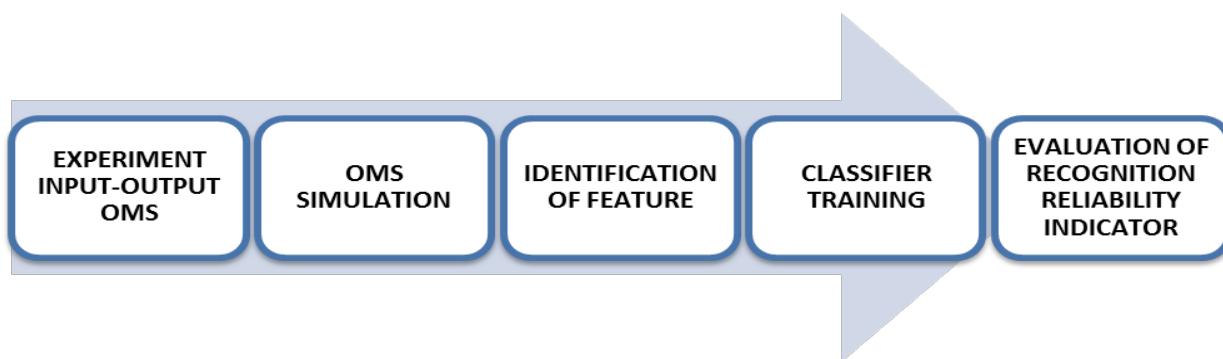 EXPERIMENT
INPUT-OUTPUT
OMS
OMS
SIMULATION
IDENTIFICATION
OF FEATURE
CLASSIFIER
TRAINING
EVALUATION OF
RECOGNITION
RELIABILITY
INDICATOR